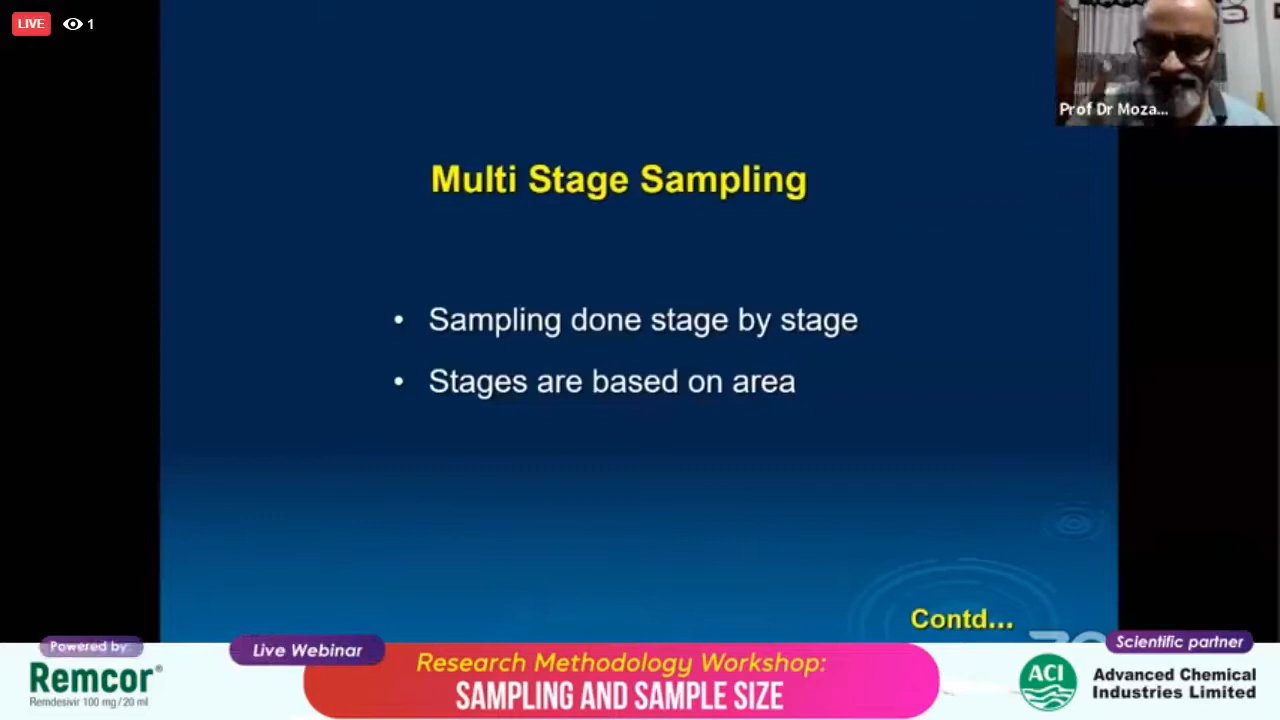 LIVE
1
Prof Dr Moza...
Multi Stage Sampling
• Sampling done stage by stage
• Stages are based on area
Contd...
Powered by
Remcor®
Remdesivir 100 mg/20 ml
Live Webinar
Research Methodology Workshop:
SAMPLING AND SAMPLE SIZE
Scientific partner
ACI
Advanced Chemical
Industries Limited